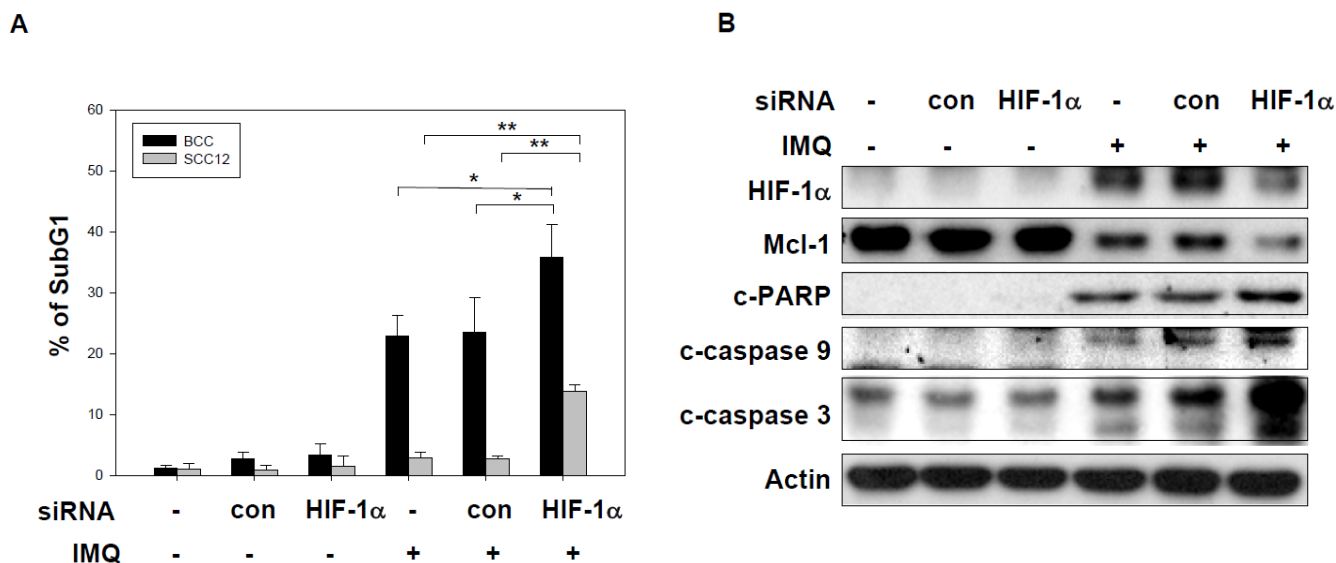 A
B
60
50
40
30
20
10
0
% of SubG1
BCC
SCC12
**
**
*
*
siRNA - con HIF-1α - con HIF-1α
IMQ - - - + + +
siRNA - con HIF-1α - con HIF-1α
IMQ - - - + + +
HIF-1α
Mcl-1
c-PARP
c-caspase 9
c-caspase 3
Actin